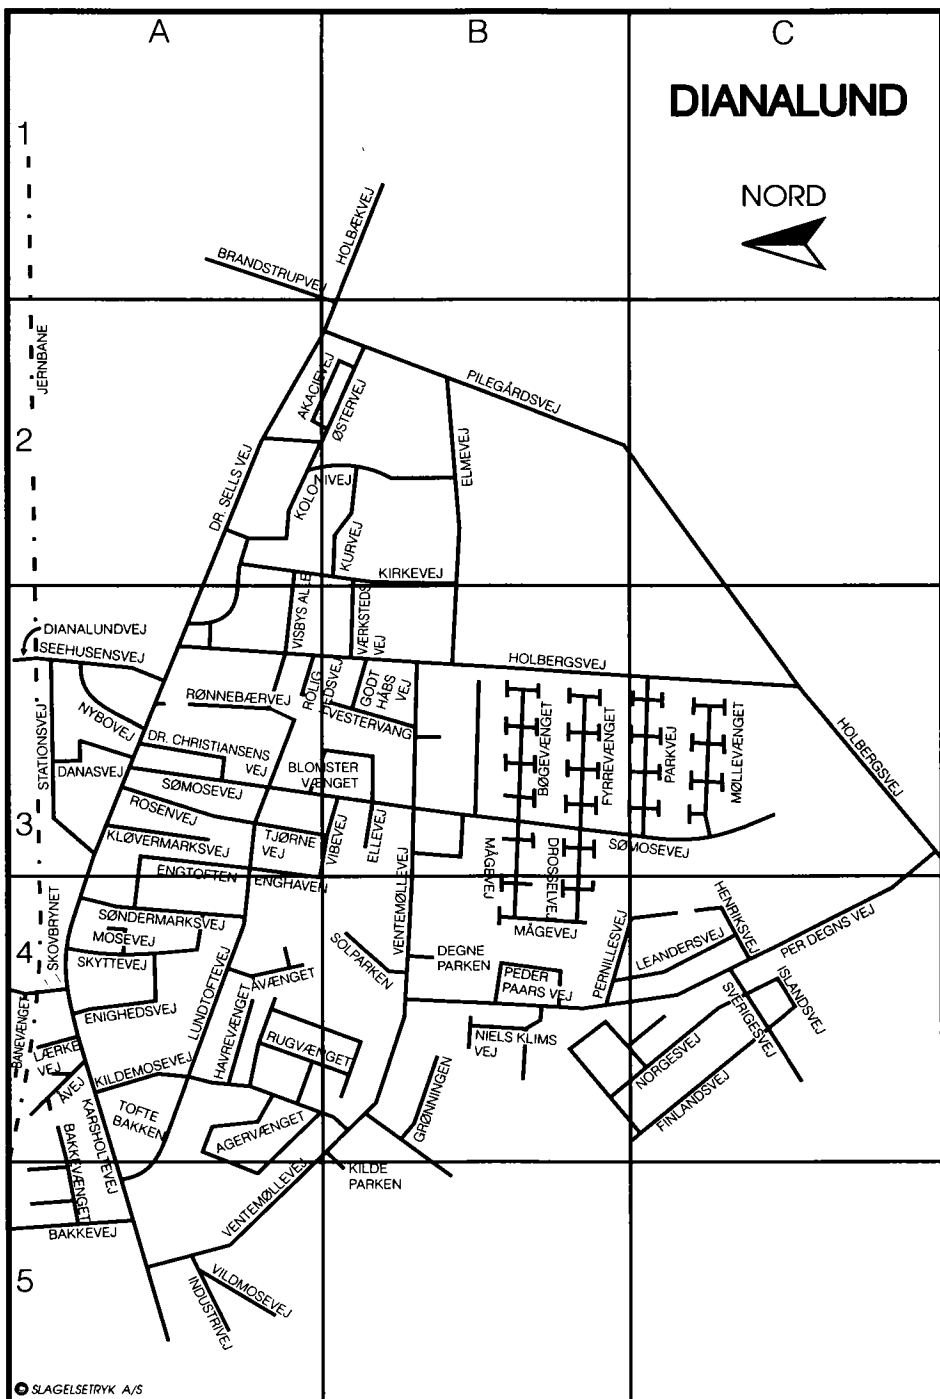 A
B
C
DIANALUND
1
NORD
HOLBÆKVEJ
BRANDSTRUPVEJ
JERNBANE
AKACIEVEJ
ØSTERVEJ
PILEGÅRDSVEJ
2
ELMEVEJ
DR. SELLS VEJ
KOLONIVEJ
KURVEJ
KIRKEVEJ
VISBYS ALLE
VÆRKSTEDS
VEJ
DIANALUNDVEJ
SEEHUSENSVEJ
HOLBERGSVEJ
RØNNEBÆRVEJ
ROLIG
HEDSVEJ
GODT
HÅBS
VEJ
NYBOVEJ
VESTERVANG
STATIONSVEJ
DR. CHRISTIANSENS
VEJ
BØGEVÆNGET
FYRREVÆNGET
PARKVEJ
MØLLEVÆNGET
HOLBERGSVEJ
DANASVEJ
BLOMSTER
VÆNGET
SØMOSEVEJ
3
ROSENVEJ
KLØVERMARKSVEJ
TJØRNE
VEJ
VIBEVEJ
ELLEVEJ
SØMOSEVEJ
MÅGEVEJ
DROSSELVEJ
ENGTOFTEN
ENGHAVEN
VENTEMØLLEVEJ
SKOVBRYNET
SØNDERMARKSVEJ
MOSEVEJ
MÅGEVEJ
HENRIKSVEJ
4
SKYTTEVEJ
SOLPARKEN
DEGNE
PARKEN
PERNILLESVEJ
LEANDERSVEJ
PER DEGNS VEJ
LUNDTOFTEVEJ
ÅVÆNGET
PEDER
PAARS VEJ
SVERIGESVEJ
ISLANDSVEJ
BANEVÆNGET
ENIGHEDSVEJ
HAVREVÆNGET
RUGVÆNGET
NIELS KLIMS
VEJ
LÆRKE
VEJ
KILDEMOSEVEJ
NORGESVEJ
ÅVEJ
FINLANDSVEJ
TOFTE
BAKKEN
AGERVÆNGET
GRØNNINGEN
KARSHOLTEVEJ
BAKKEVÆNGET
KILDE
PARKEN
VENTEMØLLEVEJ
BAKKEVEJ
5
VILDMOSEVEJ
INDUSTRIVEJ
© SLAGELSETRYK A/S